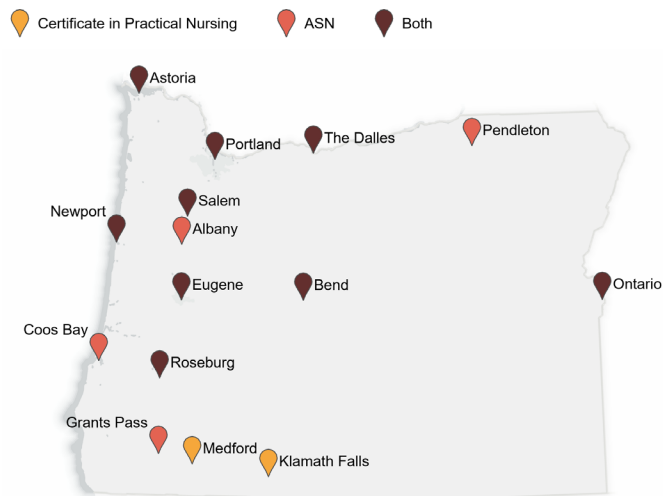 Certificate in Practical Nursing
ASN
Both
Astoria
Portland
The Dalles
Pendleton
Salem
Newport
Albany
Eugene
Bend
Ontario
Coos Bay
Roseburg
Grants Pass
Medford
Klamath Falls